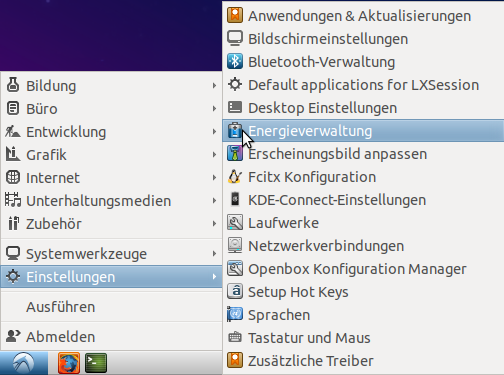 Bildung
Büro
Entwicklung
Grafik
Internet
Unterhaltungsmedien
Zubehör
Systemwerkzeuge
Einstellungen
Ausführen
Abmelden
Anwendungen & Aktualisierungen
Bildschirmeinstellungen
Bluetooth-Verwaltung
Default applications for LXSession
Desktop Einstellungen
Energieverwaltung
Erscheinungsbild anpassen
Fcitx Konfiguration
KDE-Connect-Einstellungen
Laufwerke
Netzwerkverbindungen
Openbox Konfiguration Manager
Setup Hot Keys
Sprachen
Tastatur und Maus
Zusätzliche Treiber